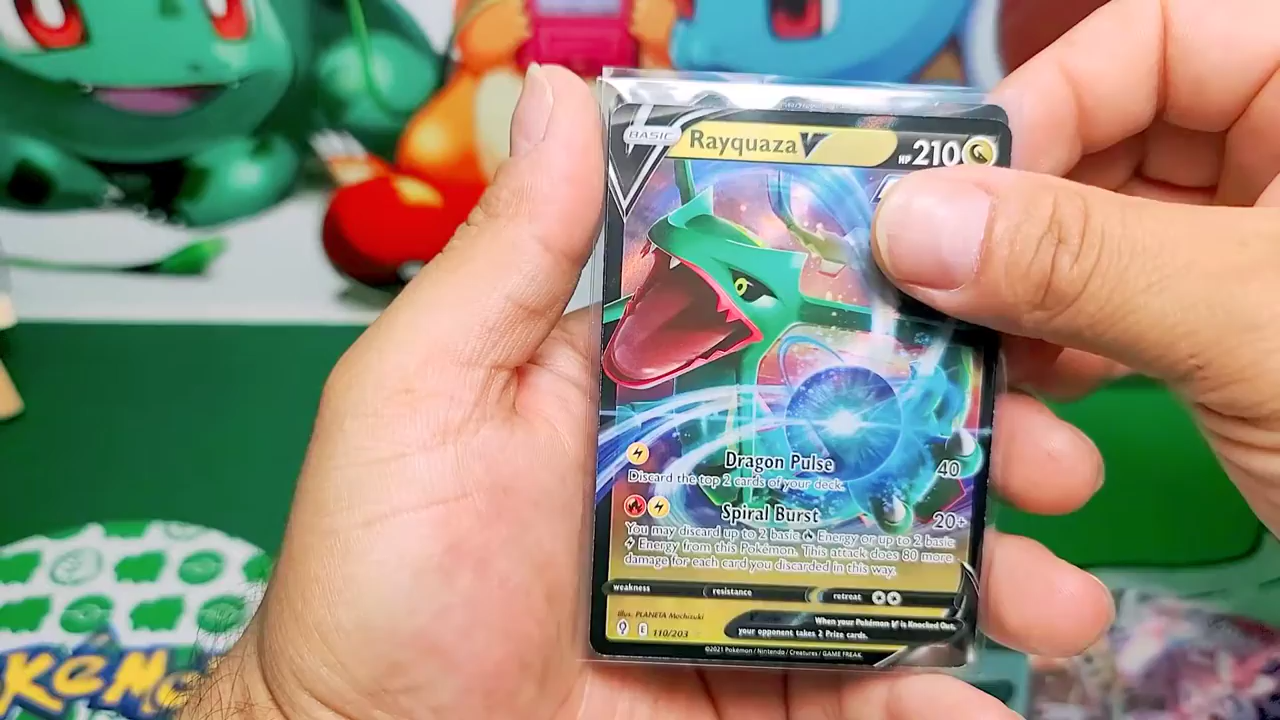 BASIC Rayquaza V HP 210
Dragon Pulse 40
Discard the top 2 cards of your deck.
Spiral Burst 20+
You may discard up to 2 basic Energy or up to 2 basic
Energy from this Pokémon. This attack does 80 more
damage for each card you discarded in this way.
weakness resistance retreat
Illus. PLANETA Mochizuki
When your Pokémon V is Knocked Out,
E 110/203 your opponent takes 2 Prize cards.
©2021 Pokémon / Nintendo / Creatures / GAME FREAK